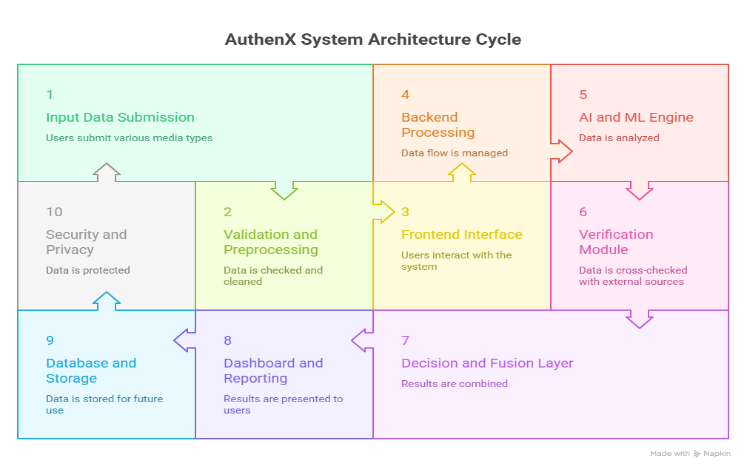 AuthenX System Architecture Cycle
1
Input Data Submission
Users submit various media types
4
Backend
Processing
Data flow is managed
5
AI and ML Engine
Data is analyzed
10
Security and
Privacy
Data is protected
2
Validation and
Preprocessing
Data is checked and
cleaned
3
Frontend Interface
Users interact with the
system
6
Verification
Module
Data is cross-checked
with external sources
9
Database and
Storage
Data is stored for future
use
8
Dashboard and
Reporting
Results are presented to
users
7
Decision and Fusion Layer
Results are combined
Made with Napkin